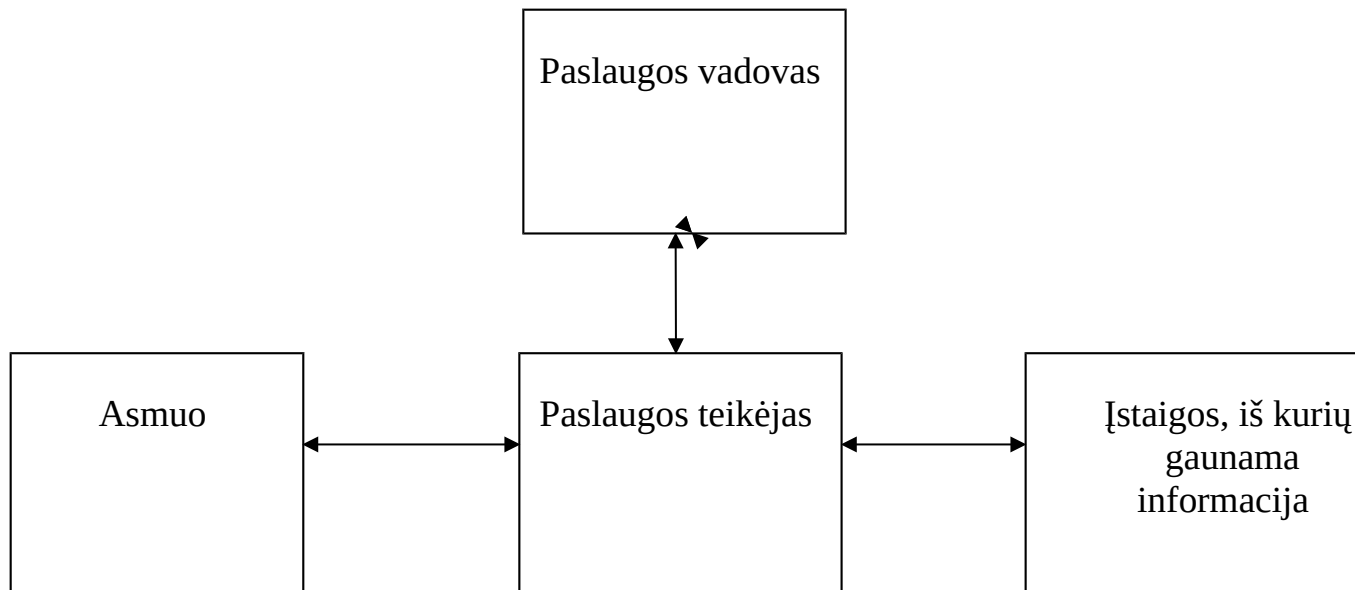 Paslaugos vadovas
Asmuo
Paslaugos teikėjas
Įstaigos, iš kurių
gaunama
informacija